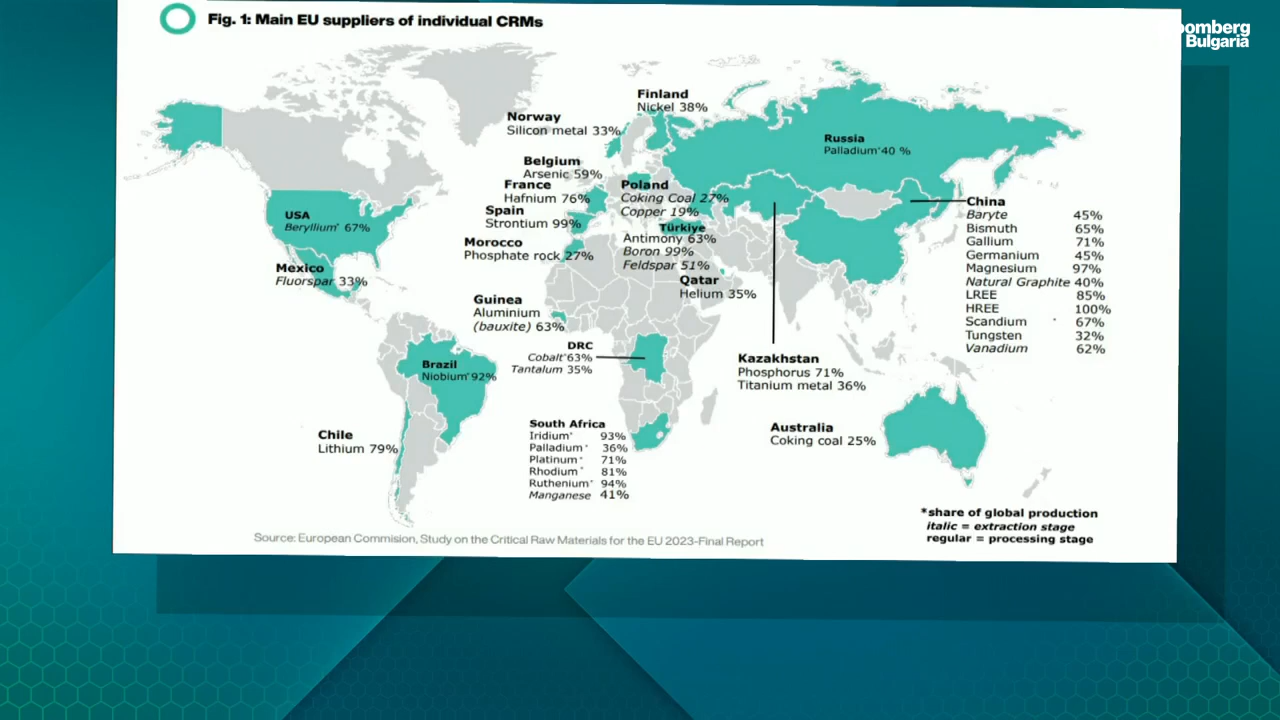 Fig. 1: Main EU suppliers of individual CRMs
oomberg
Bulgaria
Finland
Nickel 38%
Norway
Silicon metal 33%
Russia
Palladium* 40 %
Belgium
Arsenic 59%
France
Hafnium 76%
Poland
Coking Coal 27%
Copper 19%
Spain
Strontium 99%
Türkiye
Antimony 63%
Boron 99%
Feldspar 51%
Morocco
Phosphate rock 27%
Qatar
Helium 35%
USA
Beryllium* 67%
Mexico
Fluorspar 33%
China
Baryte 45%
Bismuth 65%
Gallium 71%
Germanium 45%
Magnesium 97%
Natural Graphite 40%
LREE 85%
HREE 100%
Scandium 67%
Tungsten 32%
Vanadium 62%
Guinea
Aluminium
(bauxite) 63%
DRC
Cobalt* 63%
Tantalum 35%
Kazakhstan
Phosphorus 71%
Titanium metal 36%
Brazil
Niobium* 92%
Chile
Lithium 79%
South Africa
Iridium* 93%
Palladium* 36%
Platinum* 71%
Rhodium* 81%
Ruthenium* 94%
Manganese 41%
Australia
Coking coal 25%
*share of global production
italic = extraction stage
regular = processing stage
Source: European Commision, Study on the Critical Raw Materials for the EU 2023-Final Report